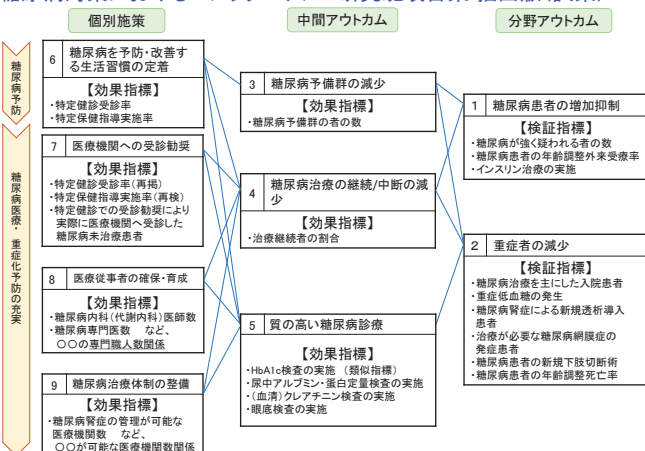 個別施策
中間アウトカム
分野アウトカム
糖尿病予防
糖尿病医療・重症化予防の充実
6 糖尿病を予防・改善す
る生活習慣の定着
【効果指標】
・特定健診受診率
・特定保健指導実施率
7 医療機関への受診勧奨
【効果指標】
・特定健診受診率(再掲)
・特定保健指導実施率(再検)
・特定健診での受診勧奨により
実際に医療機関へ受診した
糖尿病未治療患者
8 医療従事者の確保・育成
【効果指標】
・糖尿病内科(代謝内科)医師数
・糖尿病専門医数 など、
〇〇の専門職人数関係
9 糖尿病治療体制の整備
【効果指標】
・糖尿病腎症の管理が可能な
医療機関数 など、
〇〇が可能な医療機関数関係
3 糖尿病予備群の減少
【効果指標】
・糖尿病予備群の者の数
4 糖尿病治療の継続/中断の減
少
【効果指標】
・治療継続者の割合
5 質の高い糖尿病診療
【効果指標】
・HbA1c検査の実施 (類似指標)
・尿中アルブミン・蛋白定量検査の実施
・(血清)クレアチニン検査の実施
・眼底検査の実施
1 糖尿病患者の増加抑制
【検証指標】
・糖尿病が強く疑われる者の数
・糖尿病患者の年齢調整外来受療率
・インスリン治療の実施
2 重症者の減少
【検証指標】
・糖尿病治療を主にした入院患者
・重症低血糖の発生
・糖尿病腎症による新規透析導入
患者
・治療が必要な糖尿病網膜症の
発症患者
・糖尿病患者の新規下肢切断術
・糖尿病患者の年齢調整死亡率